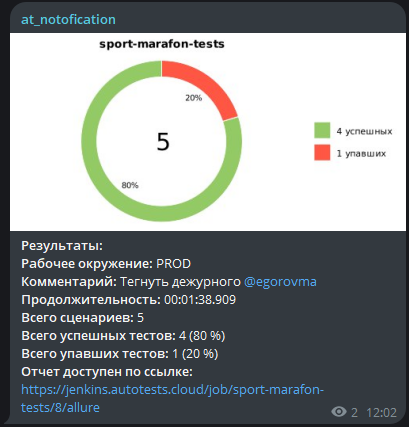 at_notofication
sport-marafon-tests
20%
4 успешных
5
1 упавших
80%
Результаты:
Рабочее окружение: PROD
Комментарий: Тегнуть дежурного @egorovma
Продолжительность: 00:01:38.909
Всего сценариев: 5
Всего успешных тестов: 4 (80 %)
Всего упавших тестов: 1 (20 %)
Отчет доступен по ссылке:
https://jenkins.autotests.cloud/job/sport-marafon-
tests/8/allure
2 12:02